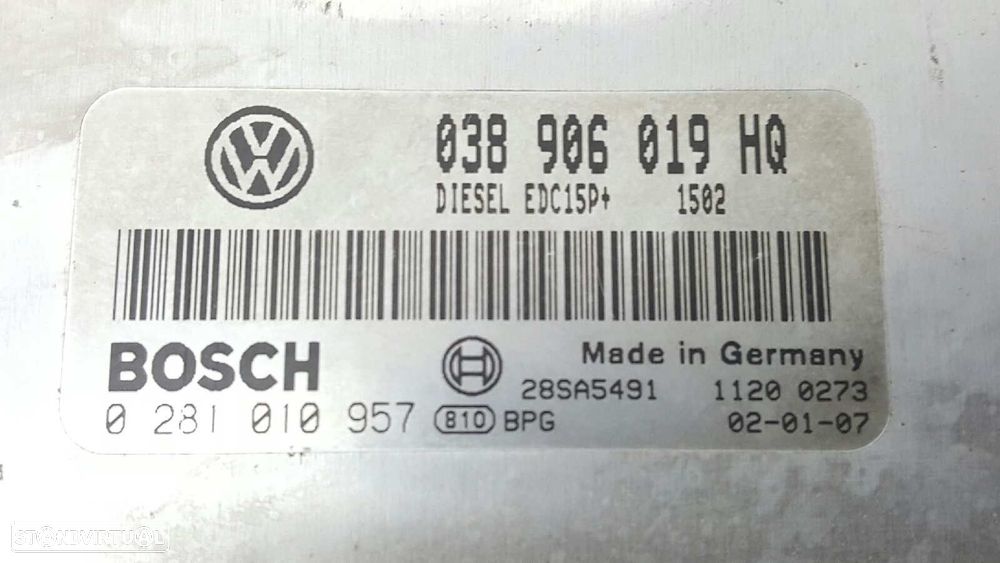 038 906 019 HQ
DIESEL EDC15P+ 1502
BOSCH
Made in Germany
28SA5491 1120 0273
0 281 010 957 810 BPG 02-01-07
STANDVIRTUAL